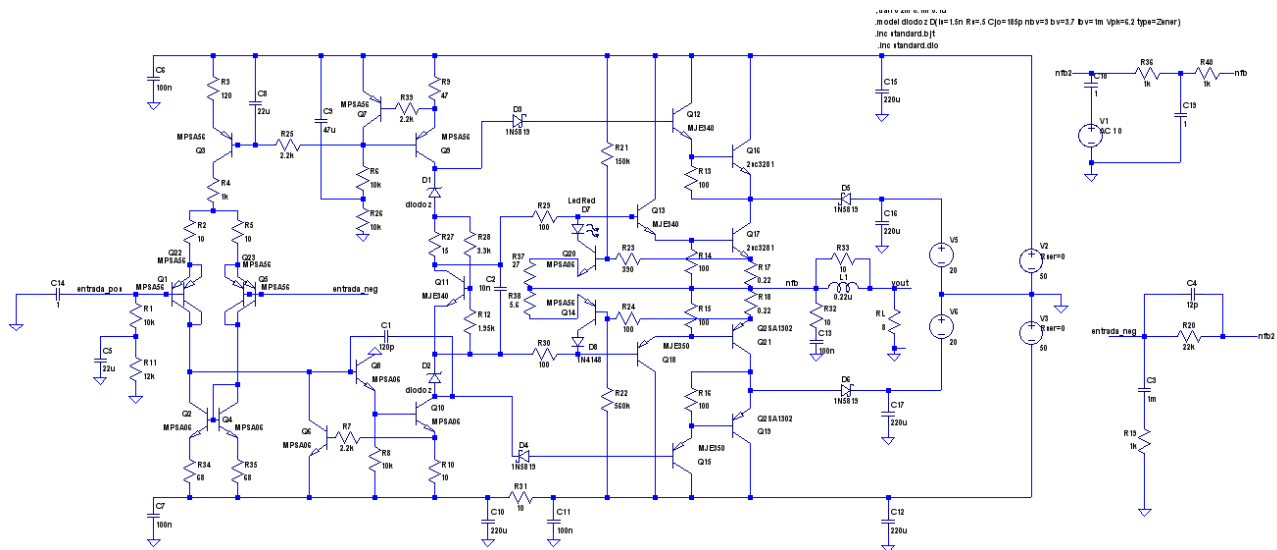 .model diodoz D(Is=1.5n Rs=.5 Cjo=185p nbv=3 bv=3.7 Ibv=1m Vpk=6.2 type=Zener)
.inc standard.bjt
.inc standard.dio
C6
100n
R3
120
C8
22u
C9
47u
MPSA56
Q7
R39
2.2k
R9
47
MPSA56
Q3
R25
2.2k
MPSA56
Q9
D3
1N5819
Q12
MJE340
C15
220u
R6
10k
R26
10k
R4
1k
D1
diodoz
R21
150k
R13
100
Q16
2sc3281
R2
10
R5
10
R27
15
R28
3.3k
R29
100
LedRed
D7
Q13
MJE340
D5
1N5819
C16
220u
Q22
MPSA56
Q1
Q23
MPSA56
Q5
MPSA56
C14
entrada_pos
entrada_neg
1
Q11
MJE340
C2
10n
R37
27
Q20
MPSA06
R23
390
Q17
2sc3281
R14
100
R17
0.22
R33
10
L1
0.22u
nfb
vout
V5
20
V2
Rser=0
50
R1
10k
R12
1.95k
R38
5.6
MPSA56
Q14
R24
100
R15
100
R18
0.22
R32
10
C13
100n
RL
8
V6
20
V3
Rser=0
50
C5
22u
R11
12k
C1
120p
R30
100
D8
1N4148
MJE350
Q18
Q2SA1302
Q21
Q8
MPSA06
D2
diodoz
R22
560k
R16
100
D6
1N5819
C17
220u
Q2
MPSA06
Q4
MPSA06
Q6
MPSA06
R7
2.2k
Q10
MPSA06
Q2SA1302
Q19
R34
68
R35
68
R8
10k
R10
10
D4
1N5819
MJE350
Q15
C7
100n
R31
10
C10
220u
C11
100n
C12
220u
nfb2
C18
1
R36
1k
R40
1k
nfb
V1
AC 10
C19
1
C4
12p
entrada_neg
R20
22k
nfb2
C3
1m
R19
1k